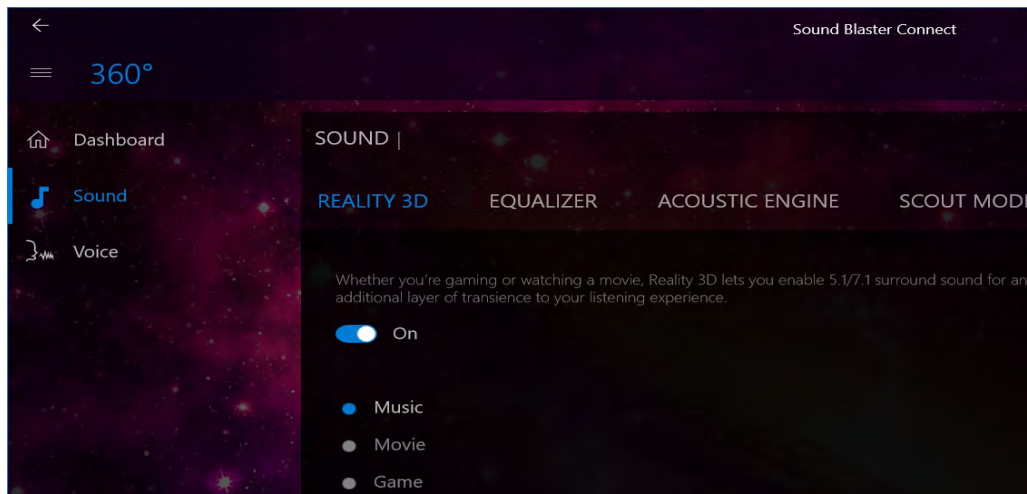 Sound Blaster Connect
360°
Dashboard
Sound
Voice
SOUND |
REALITY 3D EQUALIZER ACOUSTIC ENGINE SCOUT MODE
Whether you're gaming or watching a movie, Reality 3D lets you enable 5.1/7.1 surround sound for an
additional layer of transience to your listening experience.
On
Music
Movie
Game